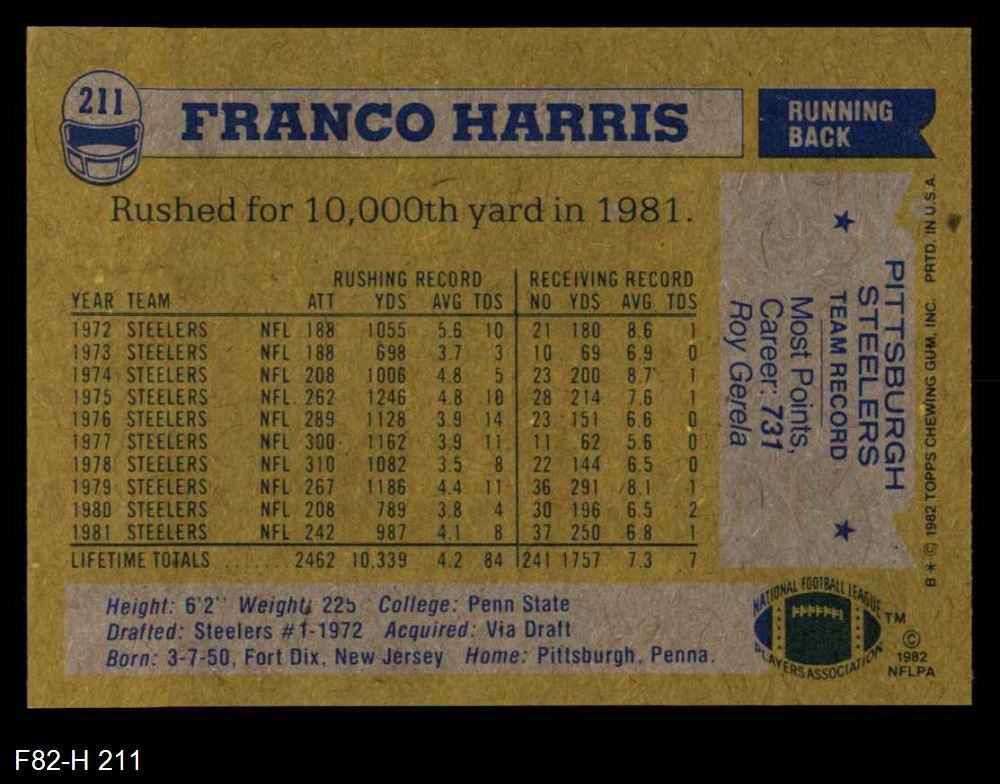 211
FRANCO HARRIS
RUNNING
BACK
Rushed for 10,000th yard in 1981.
RUSHING RECORD RECEIVING RECORD
YEAR TEAM ATT YDS AVG TDS NO YDS AVG TDS
1972 STEELERS NFL 188 1055 5.6 10 21 180 8.6 1
1973 STEELERS NFL 188 698 3.7 3 10 69 6.9 0
1974 STEELERS NFL 208 1006 4.8 5 23 200 8.7 1
1975 STEELERS NFL 262 1246 4.8 10 28 214 7.6 1
1976 STEELERS NFL 289 1128 3.9 14 23 151 6.6 0
1977 STEELERS NFL 300 1162 3.9 11 11 62 5.6 0
1978 STEELERS NFL 310 1082 3.5 8 22 144 6.5 0
1979 STEELERS NFL 267 1186 4.4 11 36 291 8.1 1
1980 STEELERS NFL 208 789 3.8 4 30 196 6.5 2
1981 STEELERS NFL 242 987 4.1 8 37 250 6.8 1
LIFETIME TOTALS ....... 2462 10,339 4.2 84 241 1757 7.3 7
Height: 6'2" Weight: 225 College: Penn State
Drafted: Steelers #1-1972 Acquired: Via Draft
Born: 3-7-50, Fort Dix, New Jersey Home: Pittsburgh, Penna.
PITTSBURGH
STEELERS
TEAM RECORD
Most Points,
Career: 731
Roy Gerela
B * © 1982 TOPPS CHEWING GUM, INC. PRTD. IN U.S.A.
NATIONAL FOOTBALL LEAGUE
PLAYERS ASSOCIATION
TM
©
1982
NFLPA
F82-H 211